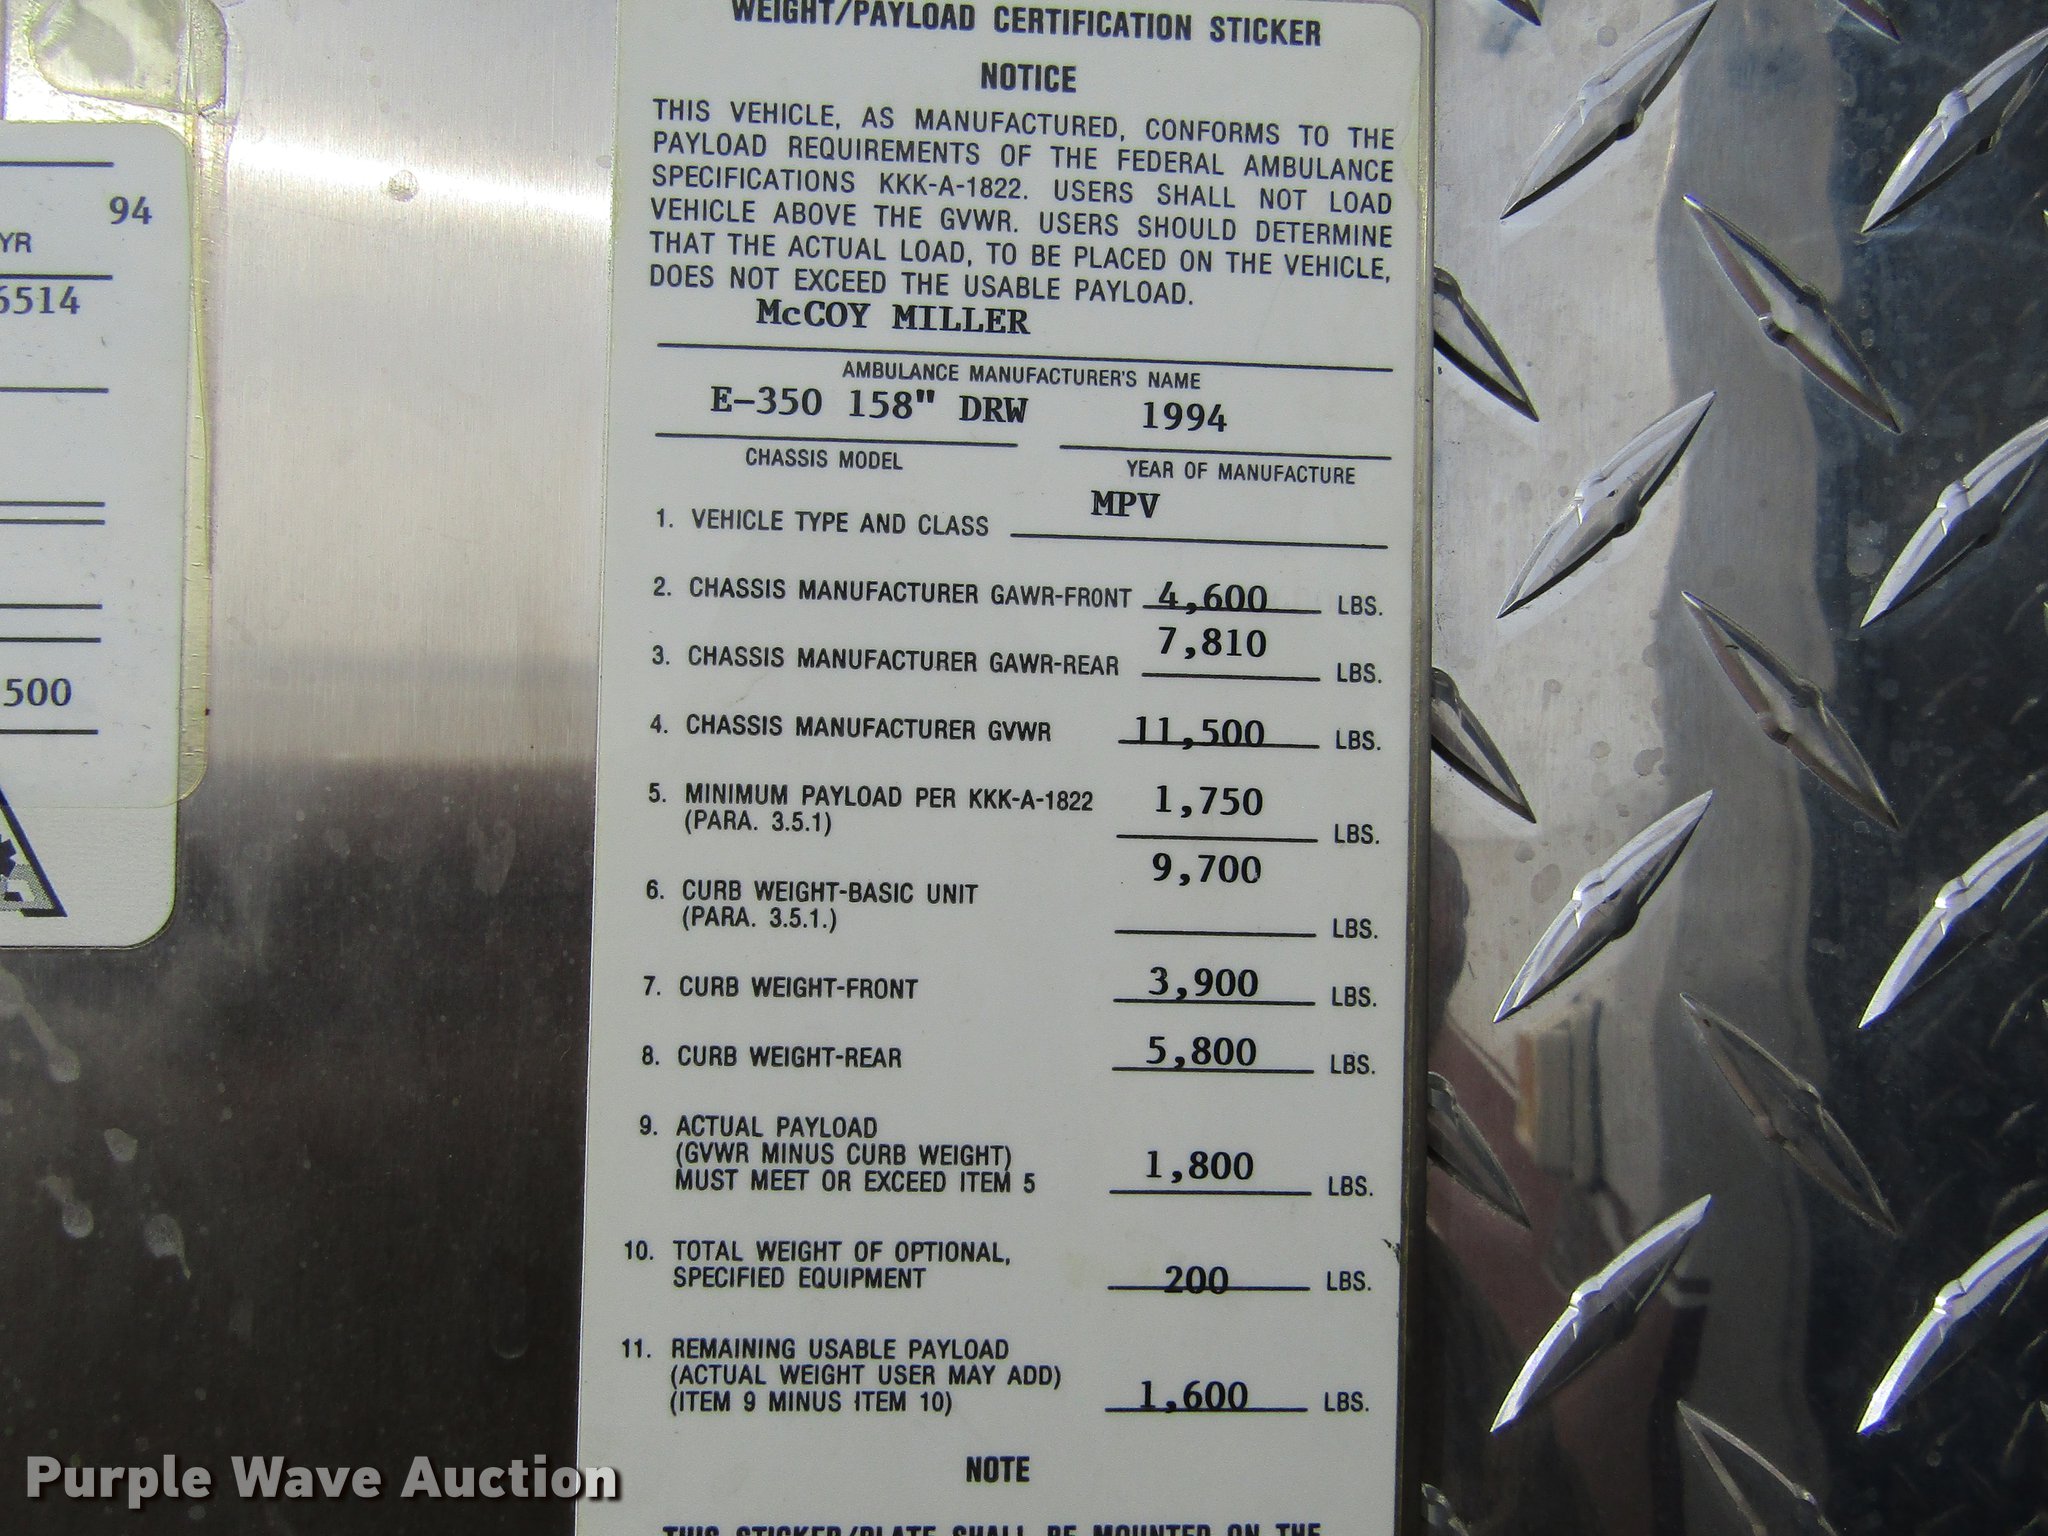 94
YR
6514
500
WEIGHT/PAYLOAD CERTIFICATION STICKER
NOTICE
THIS VEHICLE, AS MANUFACTURED, CONFORMS TO THE
PAYLOAD REQUIREMENTS OF THE FEDERAL AMBULANCE
SPECIFICATIONS KKK-A-1822. USERS SHALL NOT LOAD
VEHICLE ABOVE THE GVWR. USERS SHOULD DETERMINE
THAT THE ACTUAL LOAD, TO BE PLACED ON THE VEHICLE,
DOES NOT EXCEED THE USABLE PAYLOAD.
McCOY MILLER
AMBULANCE MANUFACTURER'S NAME
E-350 158" DRW 1994
CHASSIS MODEL YEAR OF MANUFACTURE
1. VEHICLE TYPE AND CLASS MPV
2. CHASSIS MANUFACTURER GAWR-FRONT 4,600 LBS.
3. CHASSIS MANUFACTURER GAWR-REAR 7,810 LBS.
4. CHASSIS MANUFACTURER GVWR 11,500 LBS.
5. MINIMUM PAYLOAD PER KKK-A-1822 1,750
(PARA. 3.5.1) LBS.
6. CURB WEIGHT-BASIC UNIT 9,700
(PARA. 3.5.1.) LBS.
7. CURB WEIGHT-FRONT 3,900 LBS.
8. CURB WEIGHT-REAR 5,800 LBS.
9. ACTUAL PAYLOAD
(GVWR MINUS CURB WEIGHT) 1,800
MUST MEET OR EXCEED ITEM 5 LBS.
10. TOTAL WEIGHT OF OPTIONAL,
SPECIFIED EQUIPMENT 200 LBS.
11. REMAINING USABLE PAYLOAD
(ACTUAL WEIGHT USER MAY ADD)
(ITEM 9 MINUS ITEM 10) 1,600 LBS.
NOTE
THIS STICKER/PLATE SHALL BE MOUNTED ON THE
Purple Wave Auction